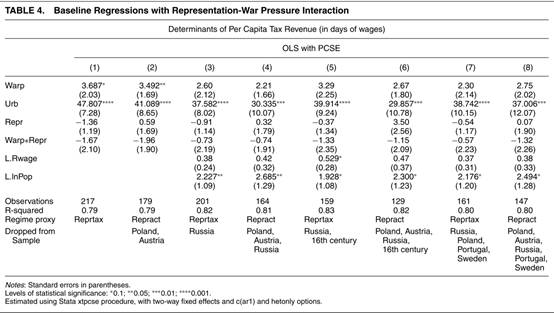 TABLE 4. Baseline Regressions with Representation-War Pressure Interaction
Determinants of Per Capita Tax Revenue (in days of wages)
OLS with PCSE
(1) (2) (3) (4) (5) (6) (7) (8)
Warp 3.687* 3.492** 2.60 2.21 3.29 2.67 2.30 2.75
(2.03) (1.69) (2.12) (1.66) (2.25) (1.80) (2.14) (2.02)
Urb 47.807**** 41.089**** 37.582**** 30.335*** 39.914**** 29.857*** 38.742**** 37.006***
(7.28) (8.65) (8.02) (10.07) (9.24) (10.78) (10.15) (12.07)
Repr −1.36 0.59 −0.91 0.32 −0.37 3.50 −0.54 0.07
(1.19) (1.69) (1.14) (1.79) (1.34) (2.56) (1.17) (1.90)
Warp*Repr −1.67 −1.96 −0.73 −0.74 −1.33 −1.15 −0.57 −1.32
(2.10) (1.90) (2.19) (1.91) (2.35) (2.09) (2.23) (2.26)
L.Rwage 0.38 0.42 0.529* 0.47 0.37 0.38
(0.24) (0.32) (0.28) (0.37) (0.31) (0.33)
L.lnPop 2.227** 2.685** 1.928* 2.300* 2.176* 2.494*
(1.09) (1.29) (1.08) (1.23) (1.20) (1.28)
Observations 217 179 201 164 159 129 161 147
R-squared 0.79 0.79 0.82 0.81 0.83 0.82 0.80 0.80
Regime proxy Reprtax Repract Reprtax Repract Reprtax Repract Reprtax Repract
Dropped from Poland, Russia Poland, Russia, Poland, Austria, Russia, Poland,
Sample Austria Austria, 16th century Russia, Poland, Austria,
Russia 16th century Portugal, Russia,
Sweden Portugal,
Sweden
Notes: Standard errors in parentheses.
Levels of statistical significance: *0.1; **0.05; ***0.01; ****0.001.
Estimated using Stata xtpcse procedure, with two-way fixed effects and c(ar1) and hetonly options.